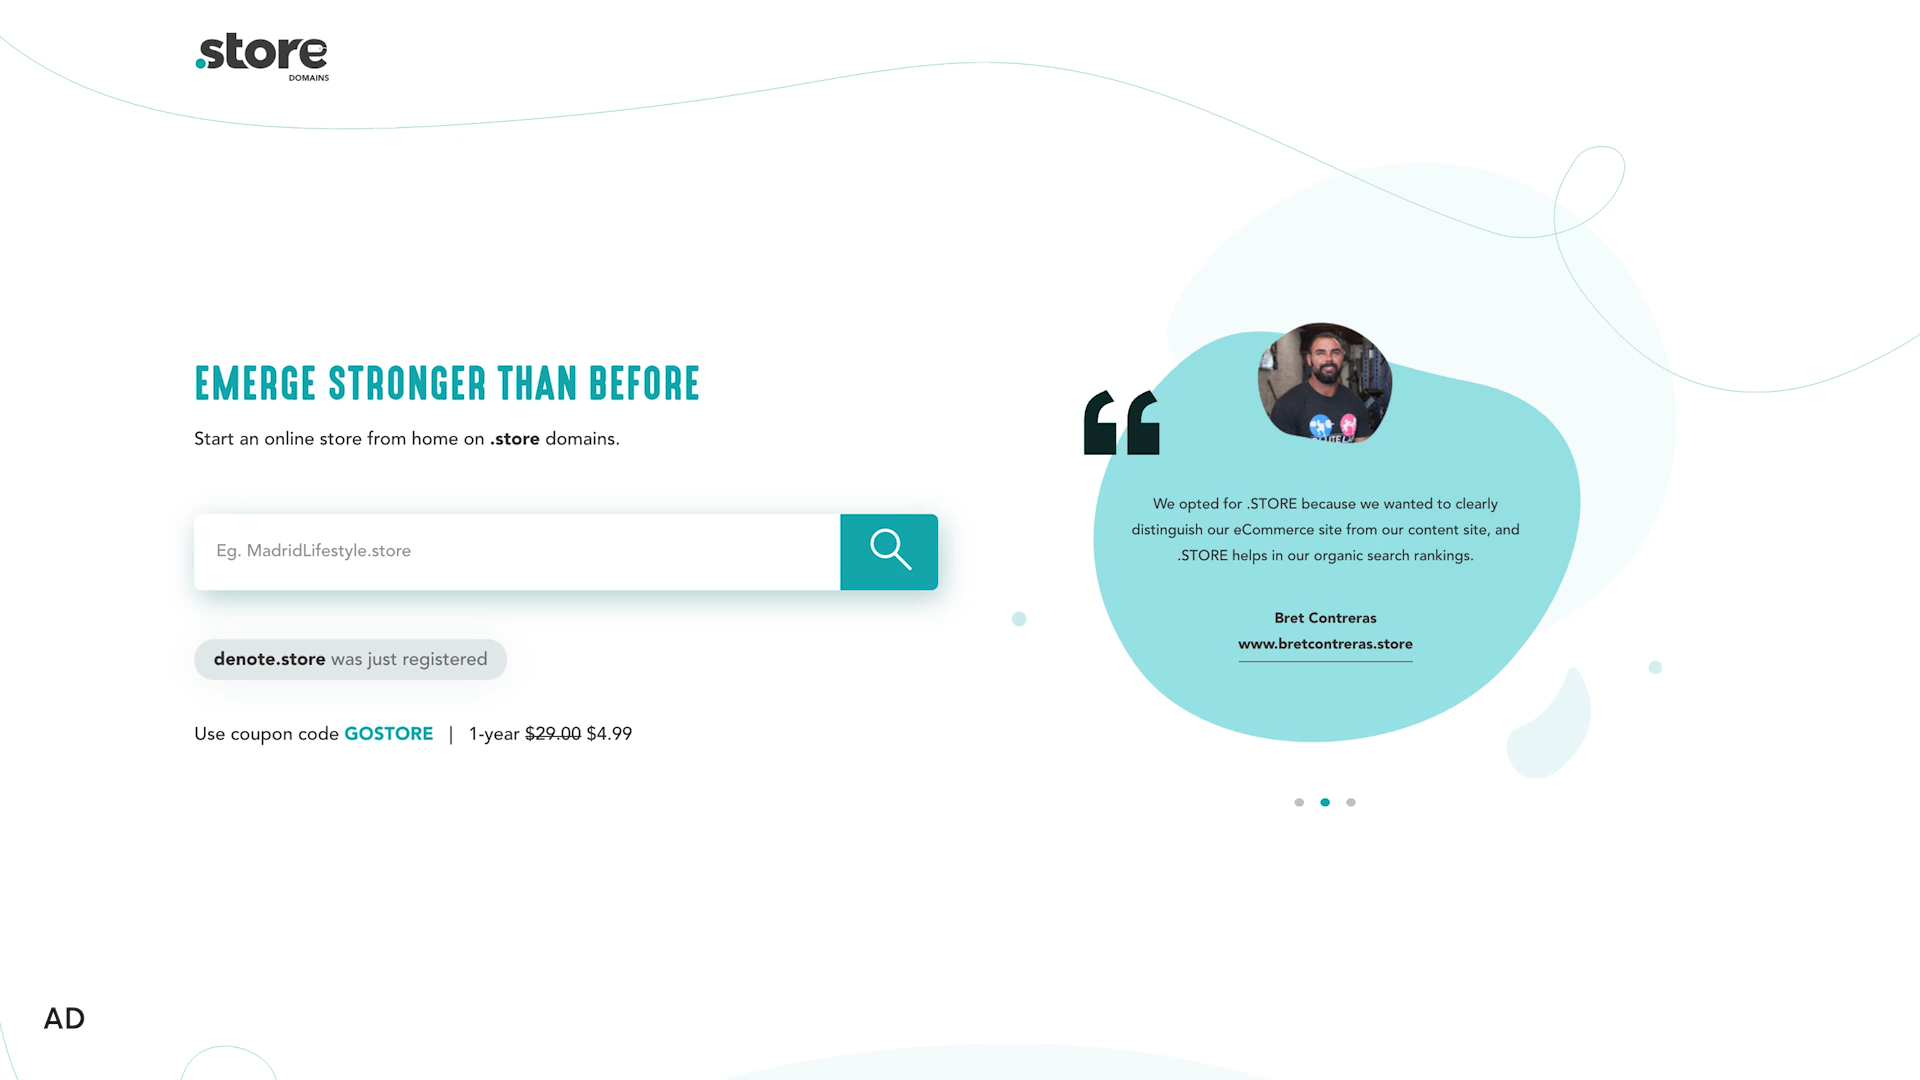 .store
DOMAINS
EMERGE STRONGER THAN BEFORE
Start an online store from home on .store domains.
Eg. MadridLifestyle.store
denote.store was just registered
Use coupon code GOSTORE | 1-year $29.00 $4.99
“
We opted for .STORE because we wanted to clearly
distinguish our eCommerce site from our content site, and
.STORE helps in our organic search rankings.
Bret Contreras
www.bretcontreras.store
AD